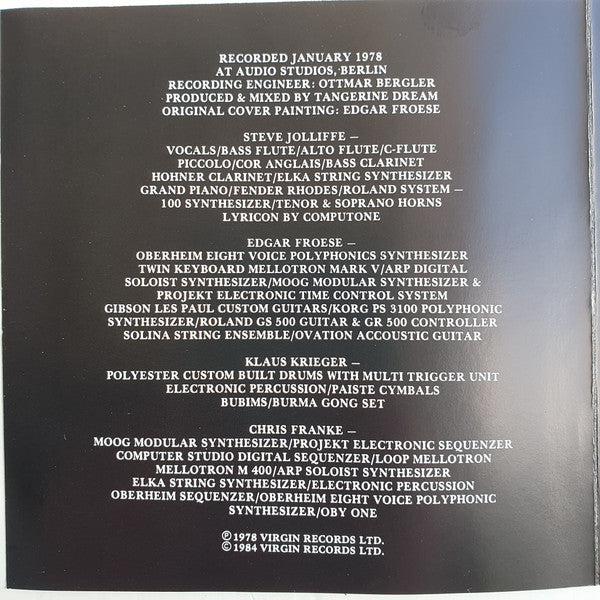 RECORDED JANUARY 1978
AT AUDIO STUDIOS, BERLIN
RECORDING ENGINEER: OTTMAR BERGLER
PRODUCED & MIXED BY TANGERINE DREAM
ORIGINAL COVER PAINTING: EDGAR FROESE
STEVE JOLLIFFE —
VOCALS/BASS FLUTE/ALTO FLUTE/C-FLUTE
PICCOLO/COR ANGLAIS/BASS CLARINET
HOHNER CLARINET/ELKA STRING SYNTHESIZER
GRAND PIANO/FENDER RHODES/ROLAND SYSTEM —
100 SYNTHESIZER/TENOR & SOPRANO HORNS
LYRICON BY COMPUTONE
EDGAR FROESE —
OBERHEIM EIGHT VOICE POLYPHONICS SYNTHESIZER
TWIN KEYBOARD MELLOTRON MARK V/ARP DIGITAL
SOLOIST SYNTHESIZER/MOOG MODULAR SYNTHESIZER &
PROJEKT ELECTRONIC TIME CONTROL SYSTEM
GIBSON LES PAUL CUSTOM GUITARS/KORG PS 3100 POLYPHONIC
SYNTHESIZER/ROLAND GS 500 GUITAR & GR 500 CONTROLLER
SOLINA STRING ENSEMBLE/OVATION ACCOUSTIC GUITAR
KLAUS KRIEGER —
POLYESTER CUSTOM BUILT DRUMS WITH MULTI TRIGGER UNIT
ELECTRONIC PERCUSSION/PAISTE CYMBALS
BUBIMS/BURMA GONG SET
CHRIS FRANKE —
MOOG MODULAR SYNTHESIZER/PROJEKT ELECTRONIC SEQUENZER
COMPUTER STUDIO DIGITAL SEQUENZER/LOOP MELLOTRON
MELLOTRON M 400/ARP SOLOIST SYNTHESIZER
ELKA STRING SYNTHESIZER/ELECTRONIC PERCUSSION
OBERHEIM SEQUENZER/OBERHEIM EIGHT VOICE POLYPHONIC
SYNTHESIZER/OBY ONE
℗ 1978 VIRGIN RECORDS LTD.
© 1984 VIRGIN RECORDS LTD.